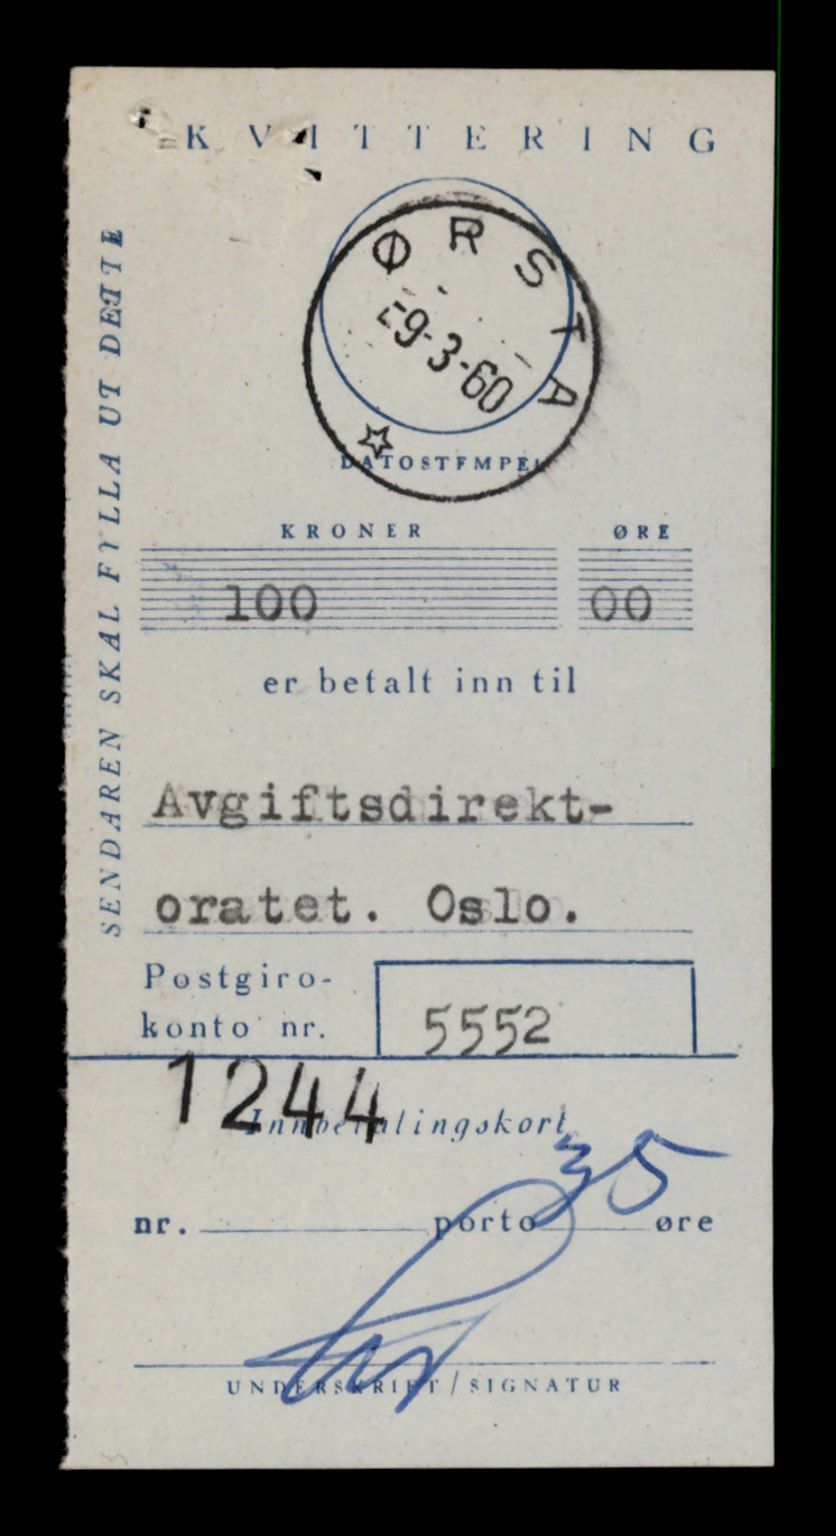 KVITTERING
SENDAREN SKAL FYLLA UT DETTE
ØRSTA
-9-3-60
DATOSTEMPEL
KRONER ØRE
100 00
er betalt inn til
Avgiftsdirekt-
oratet. Oslo.
Postgiro-
konto nr. 5552
1244
Innbetalingskort
35
nr. porto øre
UNDERSKRIFT/SIGNATUR